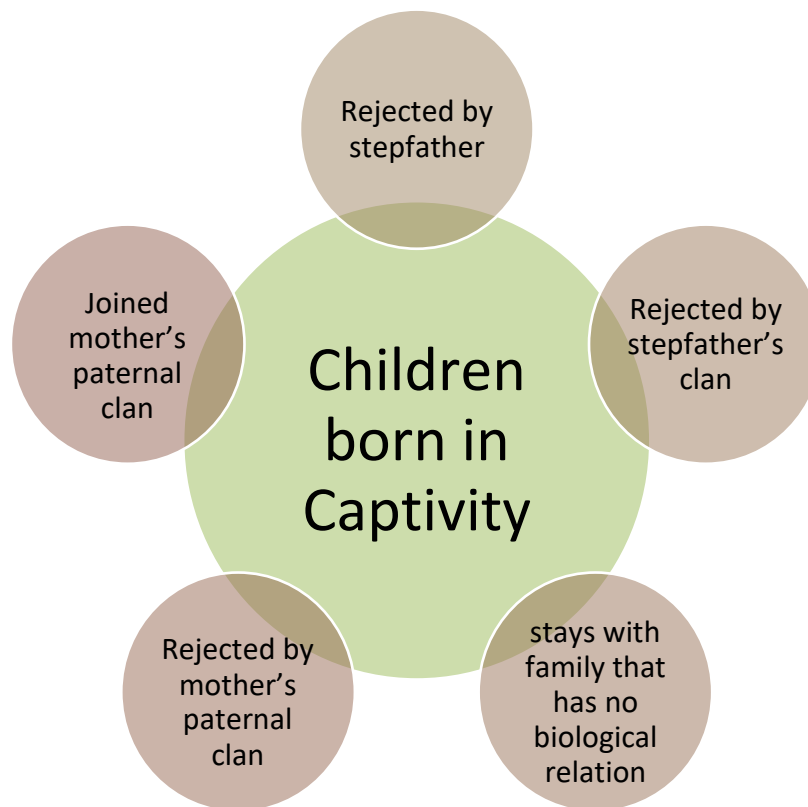 Rejected by
stepfather
Rejected by
stepfather’s
clan
stays with
family that
has no
biological
relation
Rejected by
mother’s
paternal
clan
Joined
mother’s
paternal
clan
Children
born in
Captivity